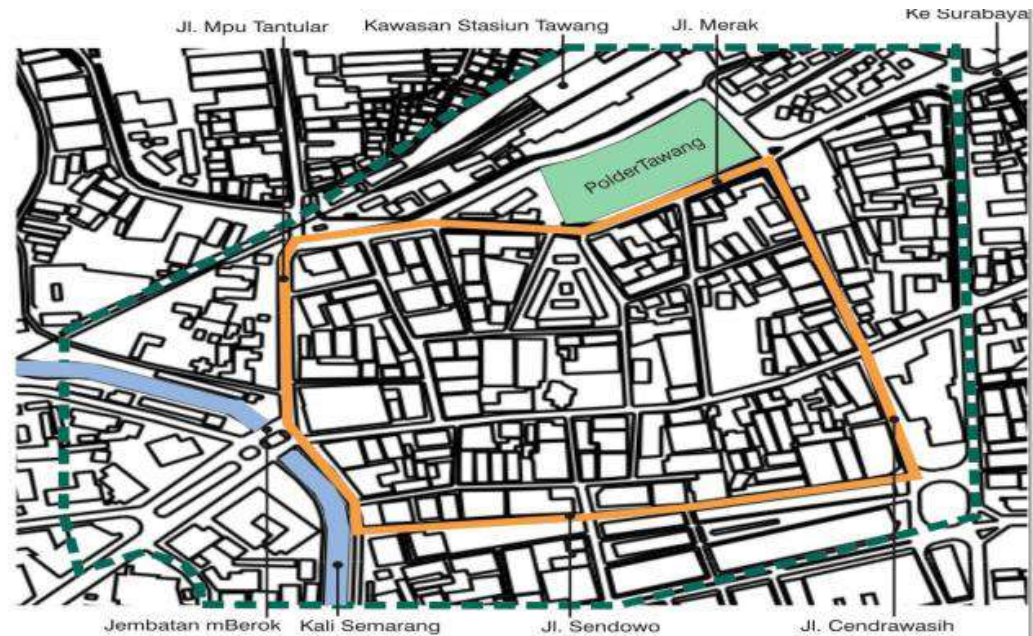 Ke Surabaya
Jl. Mpu Tantular
Kawasan Stasiun Tawang
Jl. Merak
PolderTawang
Jembatan mBerok
Kali Semarang
Jl. Sendowo
Jl. Cendrawasih